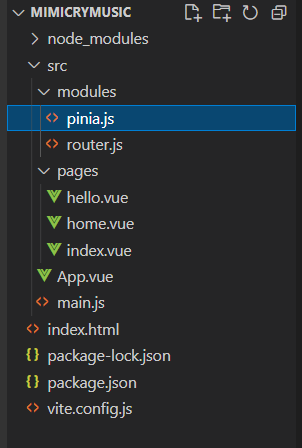 MIMICRYMUSIC
node_modules
src
modules
pinia.js
router.js
pages
hello.vue
home.vue
index.vue
App.vue
main.js
index.html
package-lock.json
package.json
vite.config.js